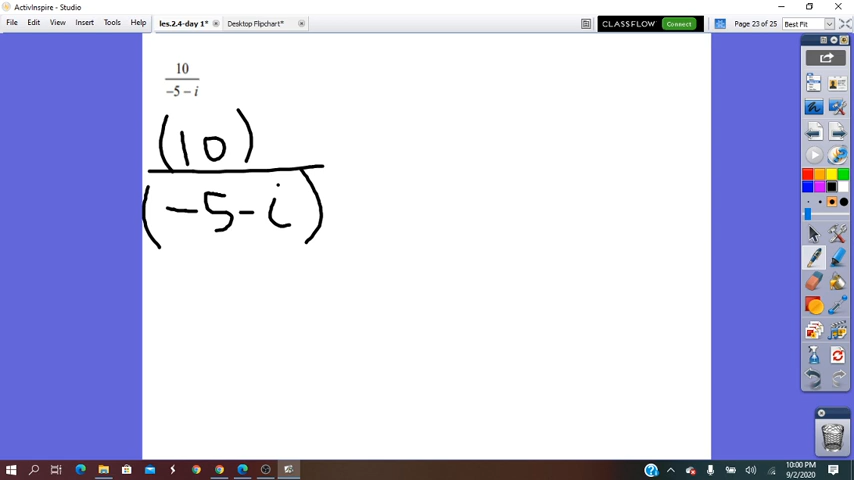 ActivInspire - Studio
File Edit View Insert Tools Help
les.2.4-day 1*
Desktop Flipchart*
CLASSFLOW Connect
Page 23 of 25
Best Fit
10
-5 - i
(10)
(-5-i)
10:00 PM
9/2/2020